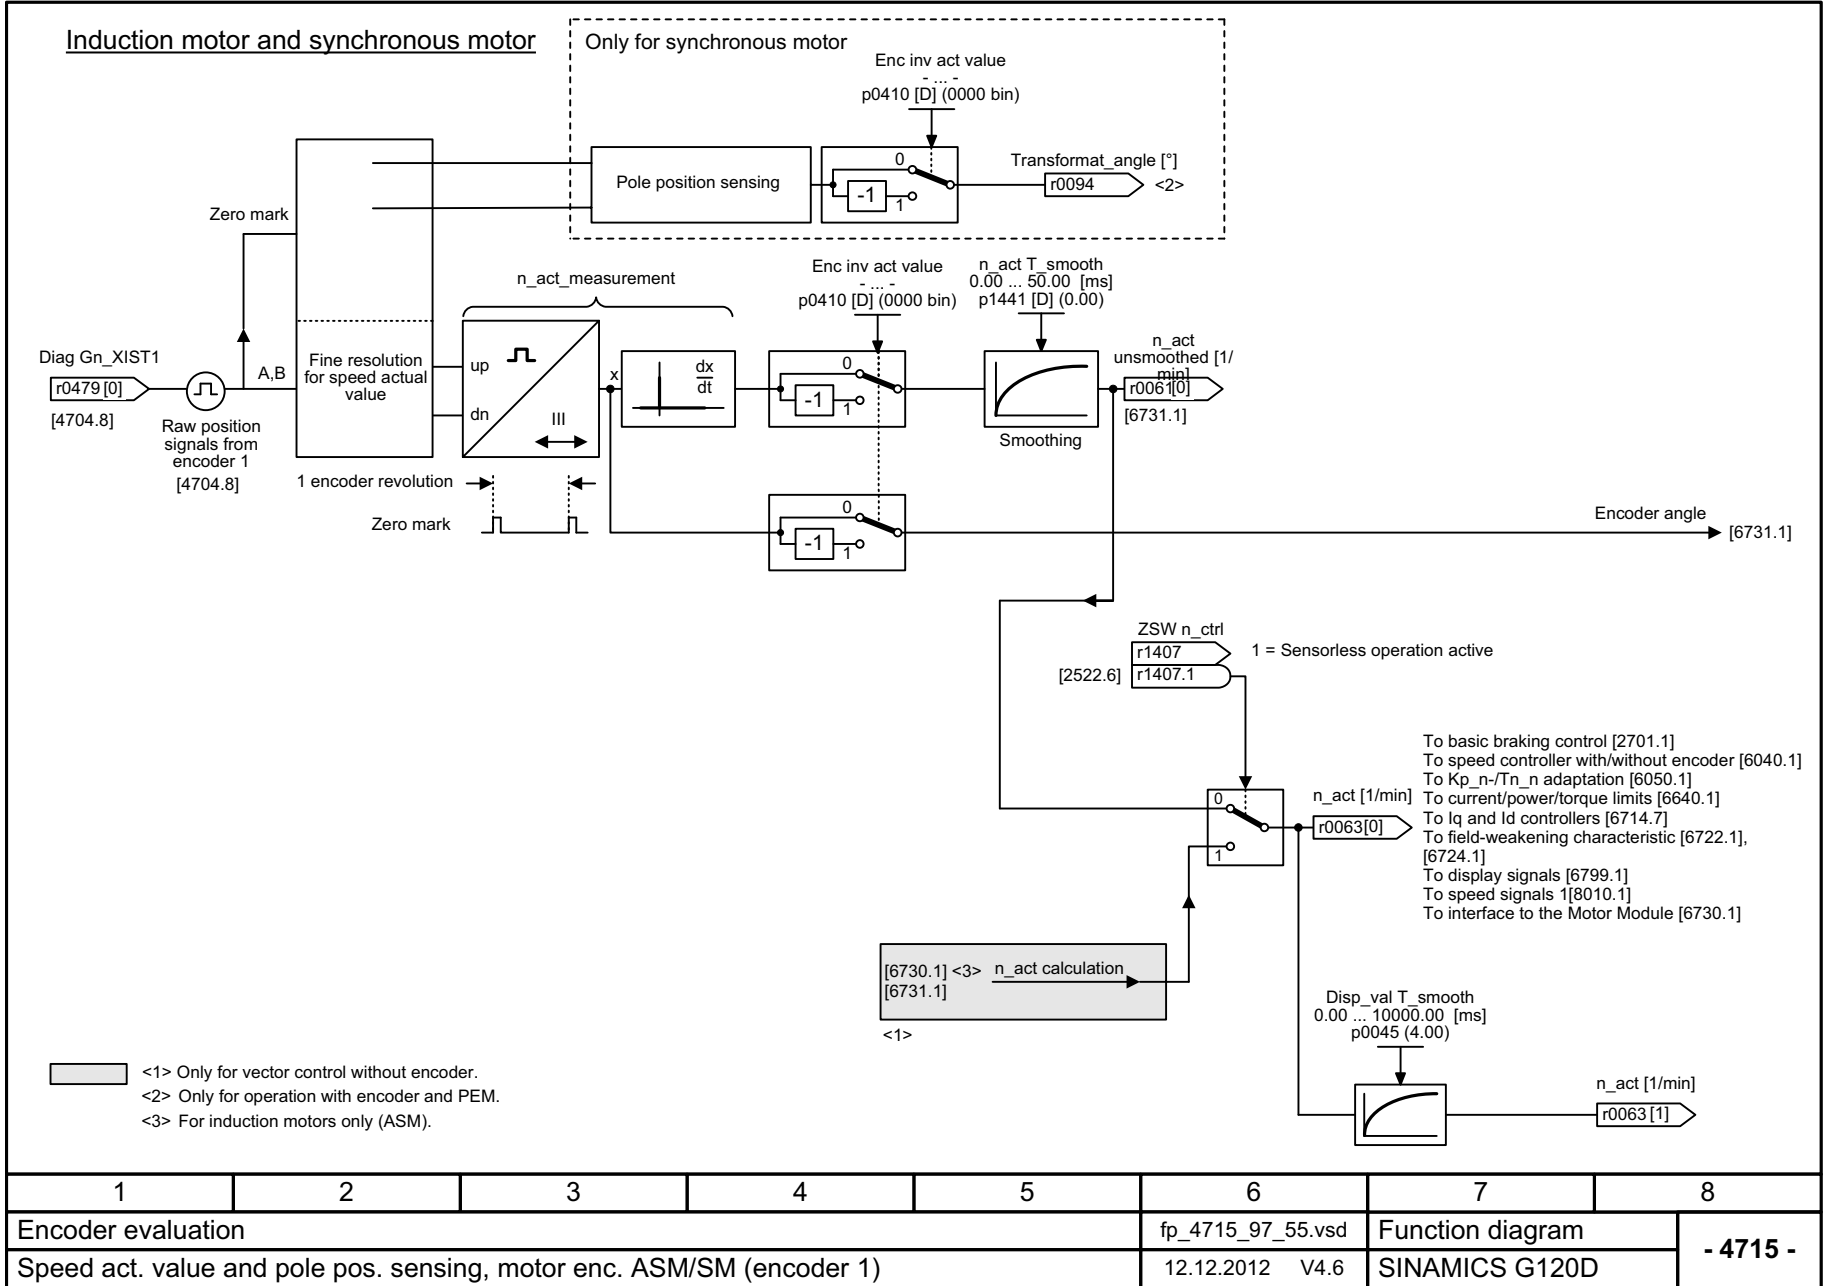 Induction motor and synchronous motor
Only for synchronous motor
Enc inv act value
- ... -
p0410 [D] (0000 bin)
0
-1
1
Pole position sensing
Transformat_angle [°]
r0094
<2>
Zero mark
n_act_measurement
Enc inv act value
- ... -
p0410 [D] (0000 bin)
n_act T_smooth
0.00 ... 50.00 [ms]
p1441 [D] (0.00)
Diag Gn_XIST1
r0479 [0]
[4704.8]
Raw position
signals from
encoder 1
[4704.8]
A,B
Fine resolution
for speed actual
value
up
dn
III
x
dx
dt
0
-1
1
Smoothing
n_act
unsmoothed [1/
min]
r0061[0]
[6731.1]
1 encoder revolution
Zero mark
0
-1
1
Encoder angle
[6731.1]
ZSW n_ctrl
r1407
1 = Sensorless operation active
[2522.6]
r1407.1
0
1
n_act [1/min]
r0063[0]
To basic braking control [2701.1]
To speed controller with/without encoder [6040.1]
To Kp_n-/Tn_n adaptation [6050.1]
To current/power/torque limits [6640.1]
To Iq and Id controllers [6714.7]
To field-weakening characteristic [6722.1],
[6724.1]
To display signals [6799.1]
To speed signals 1[8010.1]
To interface to the Motor Module [6730.1]
[6730.1] <3> n_act calculation
[6731.1]
<1>
Disp_val T_smooth
0.00 ... 10000.00 [ms]
p0045 (4.00)
n_act [1/min]
r0063 [1]
<1> Only for vector control without encoder.
<2> Only for operation with encoder and PEM.
<3> For induction motors only (ASM).
1 2 3 4 5 6 7 8
Encoder evaluation
fp_4715_97_55.vsd
Function diagram
- 4715 -
Speed act. value and pole pos. sensing, motor enc. ASM/SM (encoder 1)
12.12.2012 V4.6
SINAMICS G120D